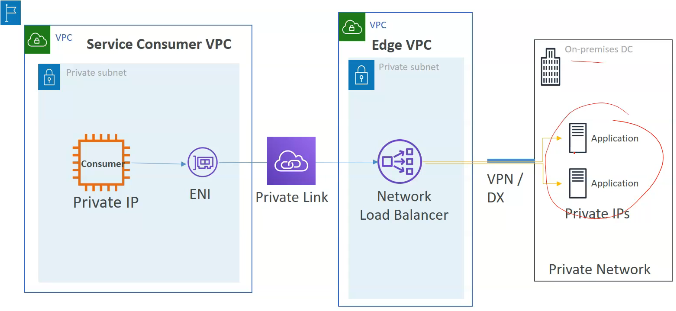 VPC
Service Consumer VPC
Private subnet
Consumer
Private IP
ENI
Private Link
VPC
Edge VPC
Private subnet
Network
Load Balancer
VPN /
DX
On-premises DC
Application
Application
Private IPs
Private Network